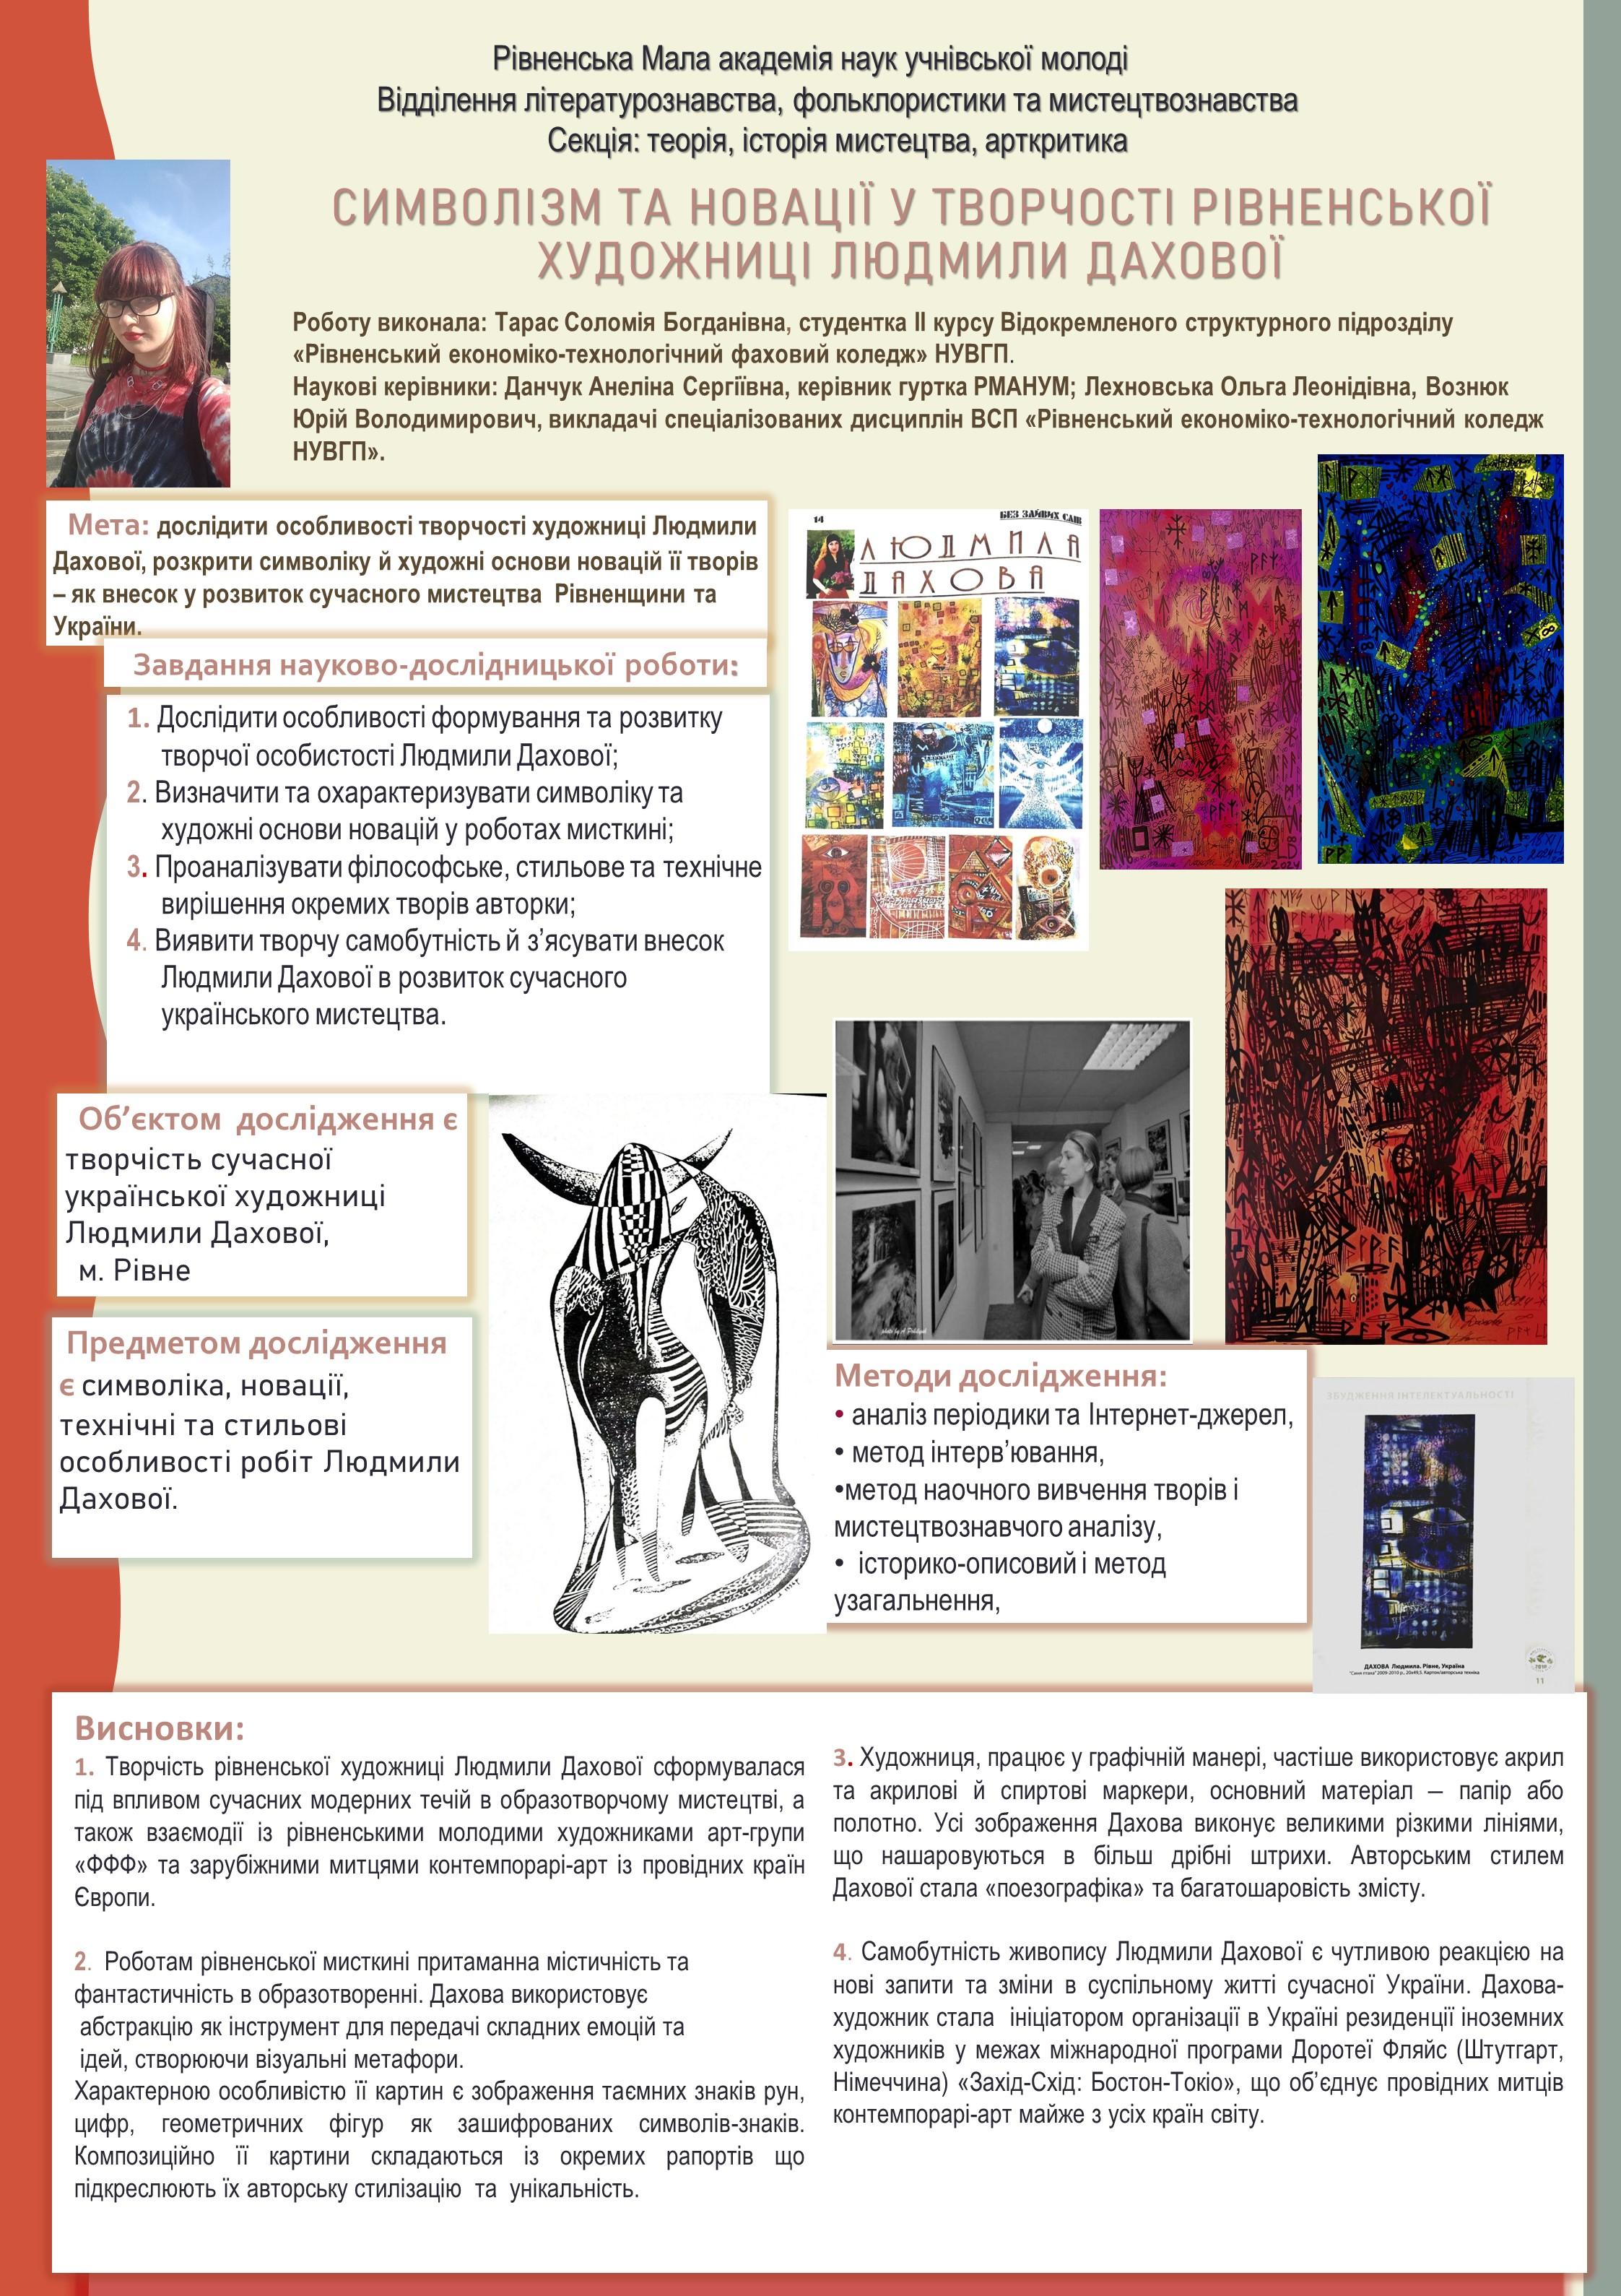 Рівненська Мала академія наук учнівської молоді
Відділення літературознавства, фольклористики та мистецтвознавства
Секція: теорія, історія мистецтва, арткритика
СИМВОЛІЗМ ТА НОВАЦІЇ У ТВОРЧОСТІ РІВНЕНСЬКОЇ
ХУДОЖНИЦІ ЛЮДМИЛИ ДАХОВОЇ
Роботу виконала: Тарас Соломія Богданівна, студентка ІІ курсу Відокремленого структурного підрозділу
«Рівненський економіко-технологічний фаховий коледж» НУВГП.
Наукові керівники: Данчук Анеліна Сергіївна, керівник гуртка РМАНУМ; Лехновська Ольга Леонідівна, Вознюк
Юрій Володимирович, викладачі спеціалізованих дисциплін ВСП «Рівненський економіко-технологічний коледж
НУВГП».
Мета: дослідити особливості творчості художниці Людмили
Дахової, розкрити символіку й художні основи новацій її творів
– як внесок у розвиток сучасного мистецтва Рівненщини та
України.
Завдання науково-дослідницької роботи:
1. Дослідити особливості формування та розвитку
творчої особистості Людмили Дахової;
2. Визначити та охарактеризувати символіку та
художні основи новацій у роботах мисткині;
3. Проаналізувати філософське, стильове та технічне
вирішення окремих творів авторки;
4. Виявити творчу самобутність й з’ясувати внесок
Людмили Дахової в розвиток сучасного
українського мистецтва.
14
БЕЗ ЗАЙВИХ СЛІВ
ЛЮДМИЛА
ДАХОВА
2024
Об’єктом дослідження є
творчість сучасної
української художниці
Людмили Дахової,
м. Рівне
Предметом дослідження
є символіка, новації,
технічні та стильові
особливості робіт Людмили
Дахової.
Методи дослідження:
• аналіз періодики та Інтернет-джерел,
• метод інтерв’ювання,
•метод наочного вивчення творів і
мистецтвознавчого аналізу,
• історико-описовий і метод
узагальнення,
ЗБУДЖЕННЯ ІНТЕЛЕКТУАЛЬНОСТІ
ДАХОВА Людмила. Рівне, Україна
11
Висновки:
1. Творчість рівненської художниці Людмили Дахової сформувалася
під впливом сучасних модерних течій в образотворчому мистецтві, а
також взаємодії із рівненськими молодими художниками арт-групи
«ФФФ» та зарубіжними митцями контемпорарі-арт із провідних країн
Європи.
2. Роботам рівненської мисткині притаманна містичність та
фантастичність в образотворенні. Дахова використовує
абстракцію як інструмент для передачі складних емоцій та
ідей, створюючи візуальні метафори.
Характерною особливістю її картин є зображення таємних знаків рун,
цифр, геометричних фігур як зашифрованих символів-знаків.
Композиційно її картини складаються із окремих рапортів що
підкреслюють їх авторську стилізацію та унікальність.
3. Художниця, працює у графічній манері, частіше використовує акрил
та акрилові й спиртові маркери, основний матеріал – папір або
полотно. Усі зображення Дахова виконує великими різкими лініями,
що нашаровуються в більш дрібні штрихи. Авторським стилем
Дахової стала «поезографіка» та багатошаровість змісту.
4. Самобутність живопису Людмили Дахової є чутливою реакцією на
нові запити та зміни в суспільному житті сучасної України. Дахова-
художник стала ініціатором організації в Україні резиденції іноземних
художників у межах міжнародної програми Доротеї Фляйс (Штутгарт,
Німеччина) «Захід-Схід: Бостон-Токіо», що об’єднує провідних митців
контемпорарі-арт майже з усіх країн світу.